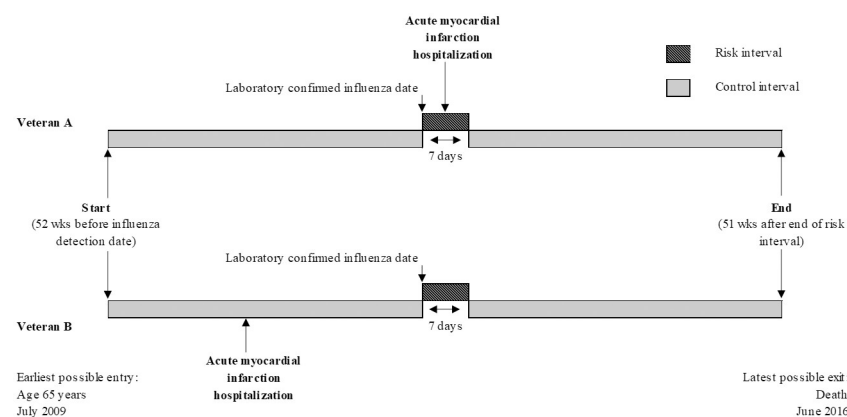 Acute myocardial
infarction
hospitalization
Risk interval
Laboratory confirmed influenza date
Control interval
Veteran A
7 days
Start
(52 wks before influenza
detection date)
End
(51 wks after end of risk
interval)
Laboratory confirmed influenza date
7 days
Veteran B
Acute myocardial
infarction
hospitalization
Earliest possible entry:
Age 65 years
July 2009
Latest possible exit
Death
June 2016